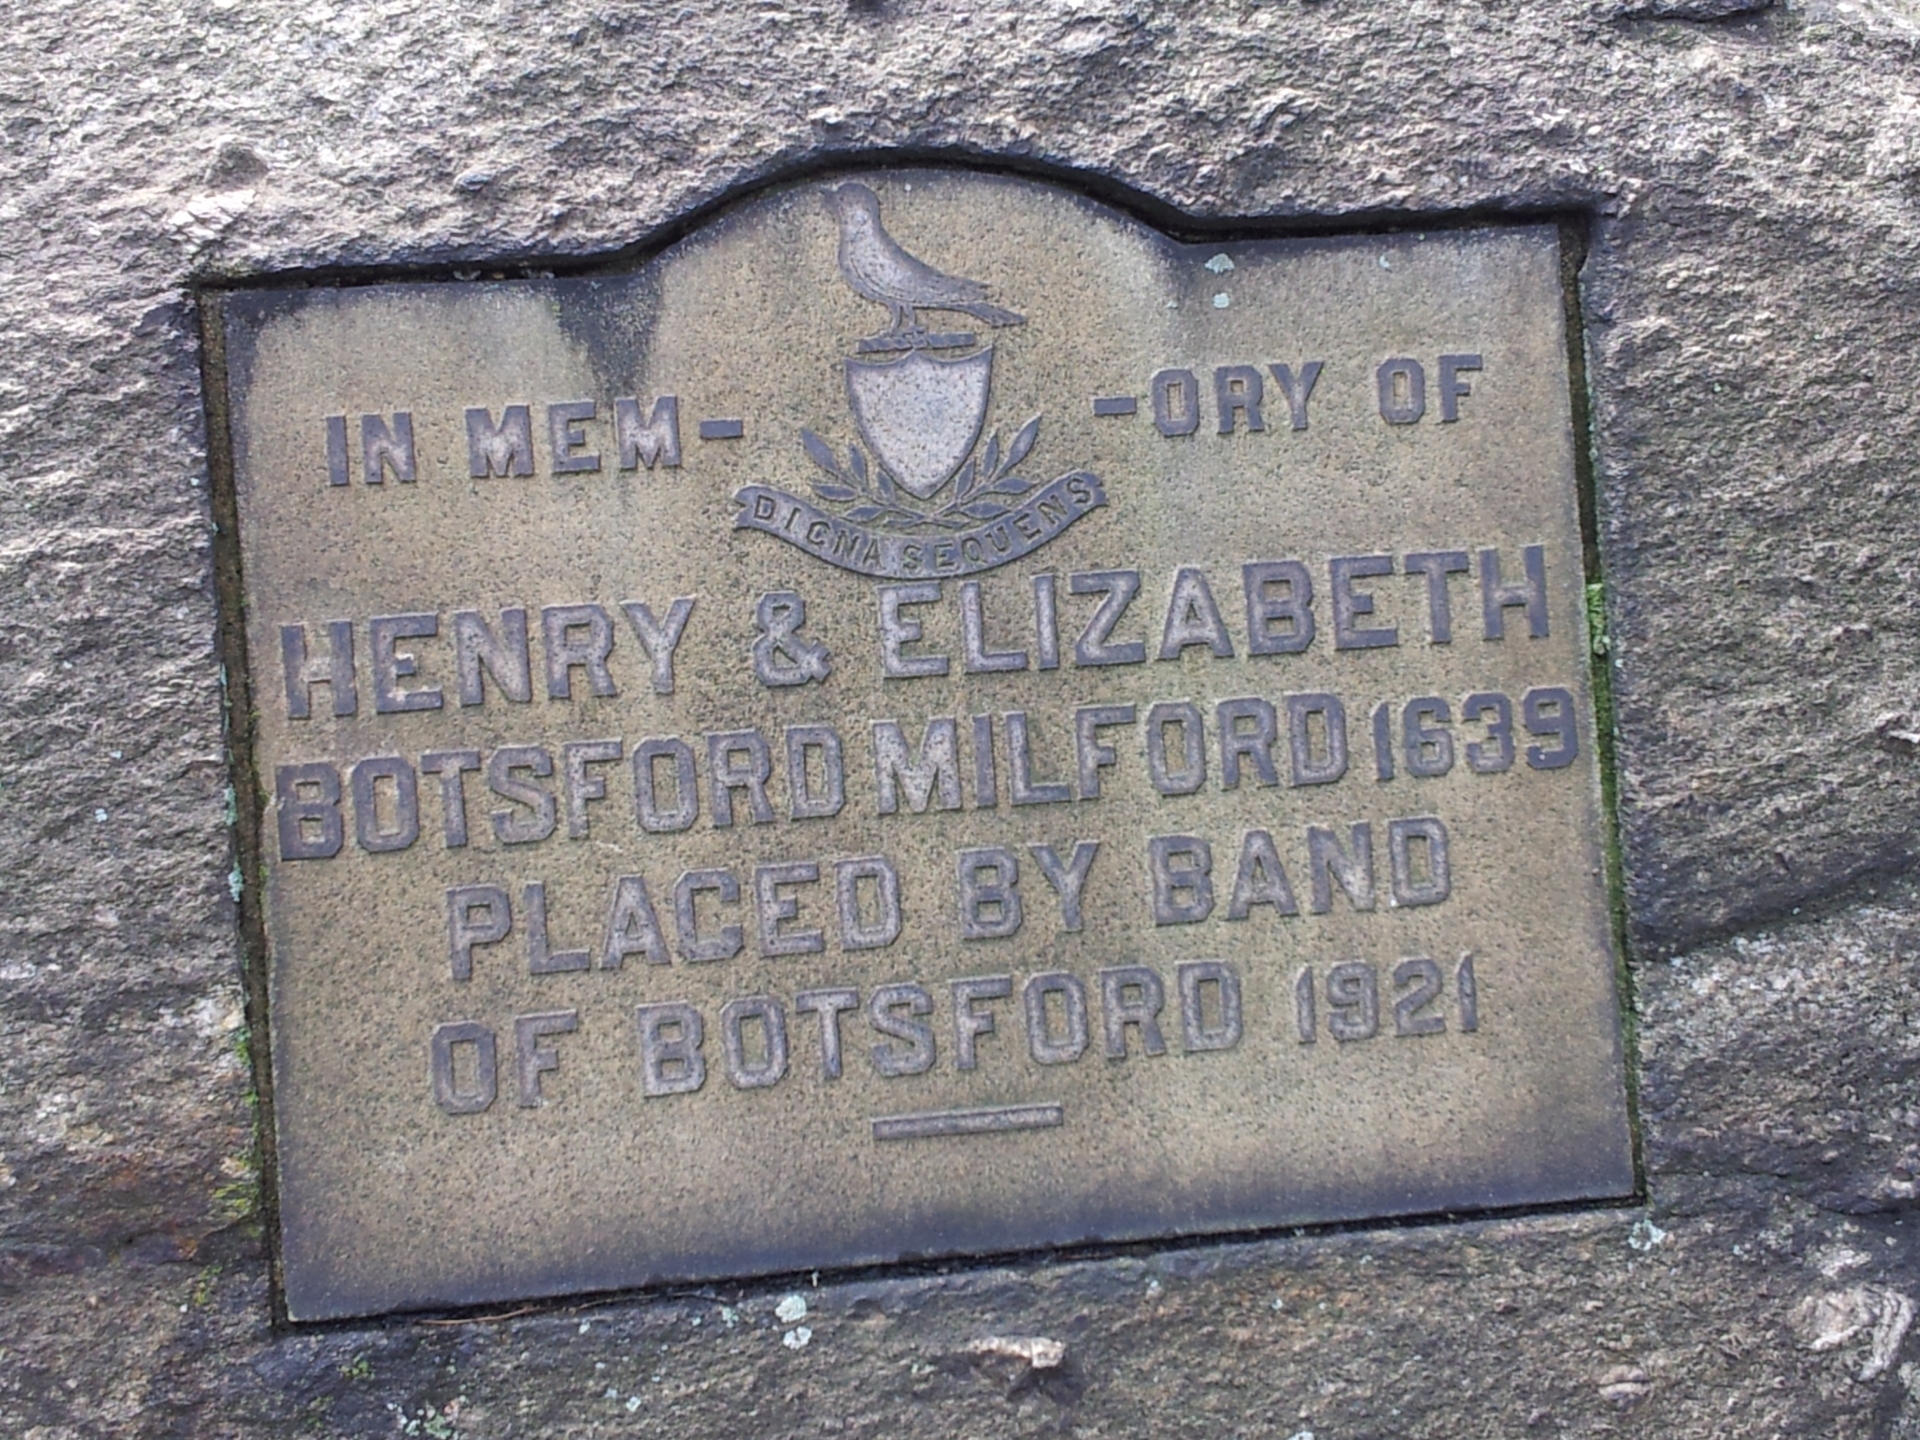 IN MEM- -ORY OF
DIGNA SEQUENS
HENRY & ELIZABETH
BOTSFORD MILFORD 1639
PLACED BY BAND
OF BOTSFORD 1921